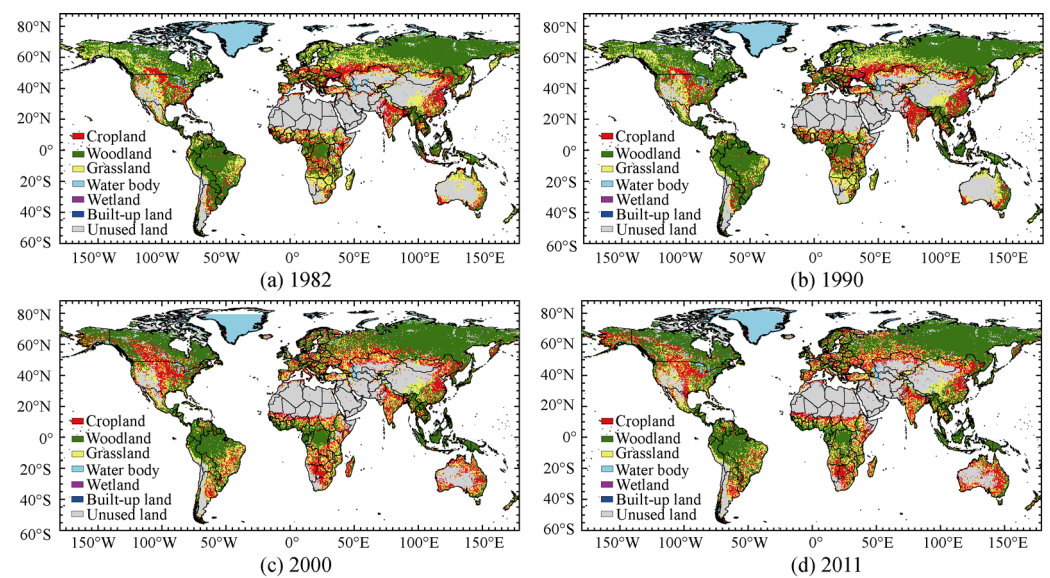 80°N
60°N
40°N
20°N
0°
20°S
40°S
60°S
Cropland
Woodland
Grassland
Water body
Wetland
Built-up land
Unused land
150°W 100°W 50°W 0° 50°E 100°E 150°E
(a) 1982
80°N
60°N
40°N
20°N
0°
20°S
40°S
60°S
Cropland
Woodland
Grassland
Water body
Wetland
Built-up land
Unused land
150°W 100°W 50°W 0° 50°E 100°E 150°E
(b) 1990
80°N
60°N
40°N
20°N
0°
20°S
40°S
60°S
Cropland
Woodland
Grassland
Water body
Wetland
Built-up land
Unused land
150°W 100°W 50°W 0° 50°E 100°E 150°E
(c) 2000
80°N
60°N
40°N
20°N
0°
20°S
40°S
60°S
Cropland
Woodland
Grassland
Water body
Wetland
Built-up land
Unused land
150°W 100°W 50°W 0° 50°E 100°E 150°E
(d) 2011